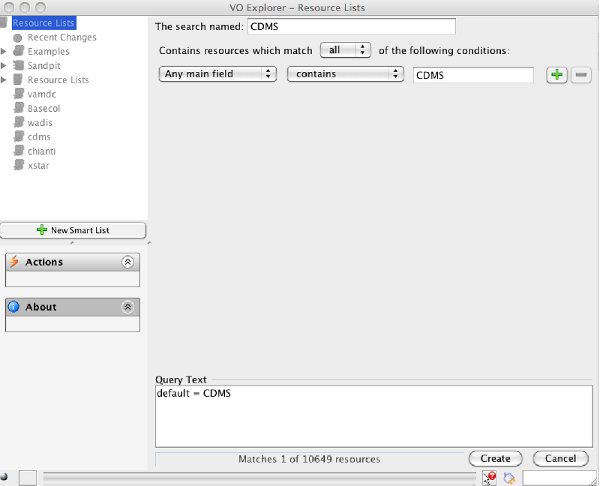 VO Explorer - Resource Lists
Resource Lists
Recent Changes
Examples
Sandpit
Resource Lists
vamdc
Basecol
wadis
cdms
chianti
xstar
New Smart List
Actions
About
The search named: CDMS
Contains resources which match all of the following conditions:
Any main field contains CDMS
Query Text
default = CDMS
Matches 1 of 10649 resources Create Cancel